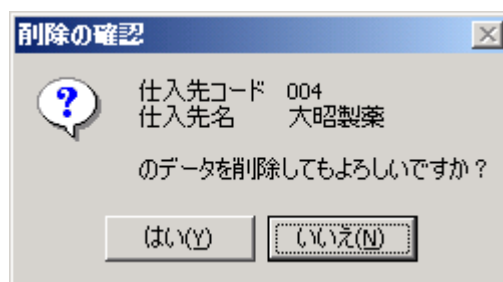 削除の確認
仕入先コード 004
仕入先名 大昭製薬
のデータを削除してもよろしいですか？
はい(Y) いいえ(N)